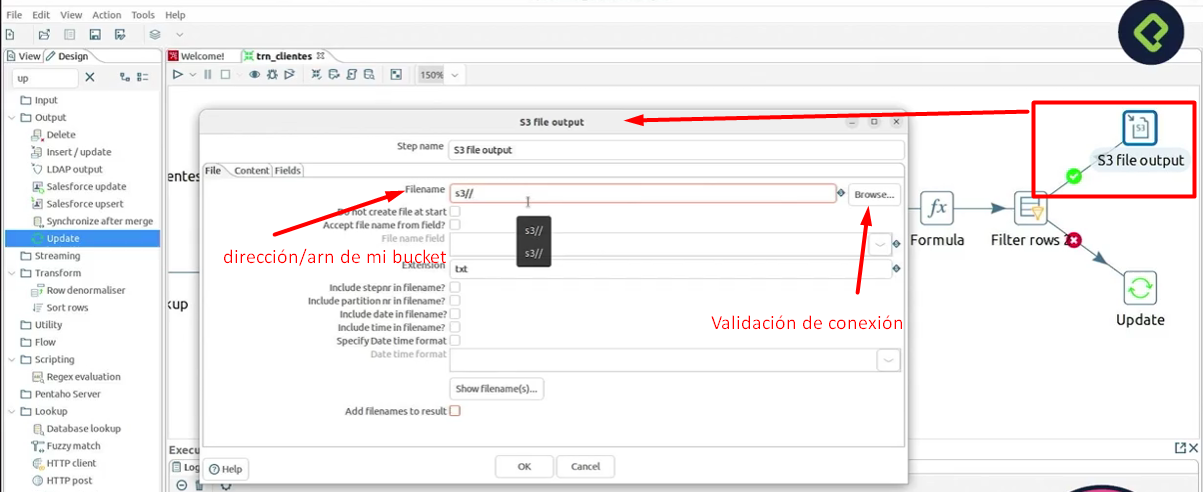 File Edit View Action Tools Help
View Design
Welcome! trn_clientes
up
150%
Input
Output
Delete
Insert / update
LDAP output
Salesforce update
Salesforce upsert
Synchronize after merge
Update
Streaming
Transform
Row denormaliser
Sort rows
Utility
Flow
Scripting
Regex evaluation
Pentaho Server
Lookup
Database lookup
Fuzzy match
HTTP client
HTTP post
entes
kup
S3 file output
Step name S3 file output
File Content Fields
Filename s3// Browse...
Do not create file at start
Accept file name from field?
File name field
s3//
s3//
dirección/arn de mi bucket
Extension txt
Include stepnr in filename?
Include partition nr in filename?
Include date in filename?
Include time in filename?
Specify Date time format
Date time format
Show filename(s)...
Add filenames to result
Help OK Cancel
Validación de conexión
S3
S3 file output
fx
Formula
Filter rows 2
Update
Execu
Log